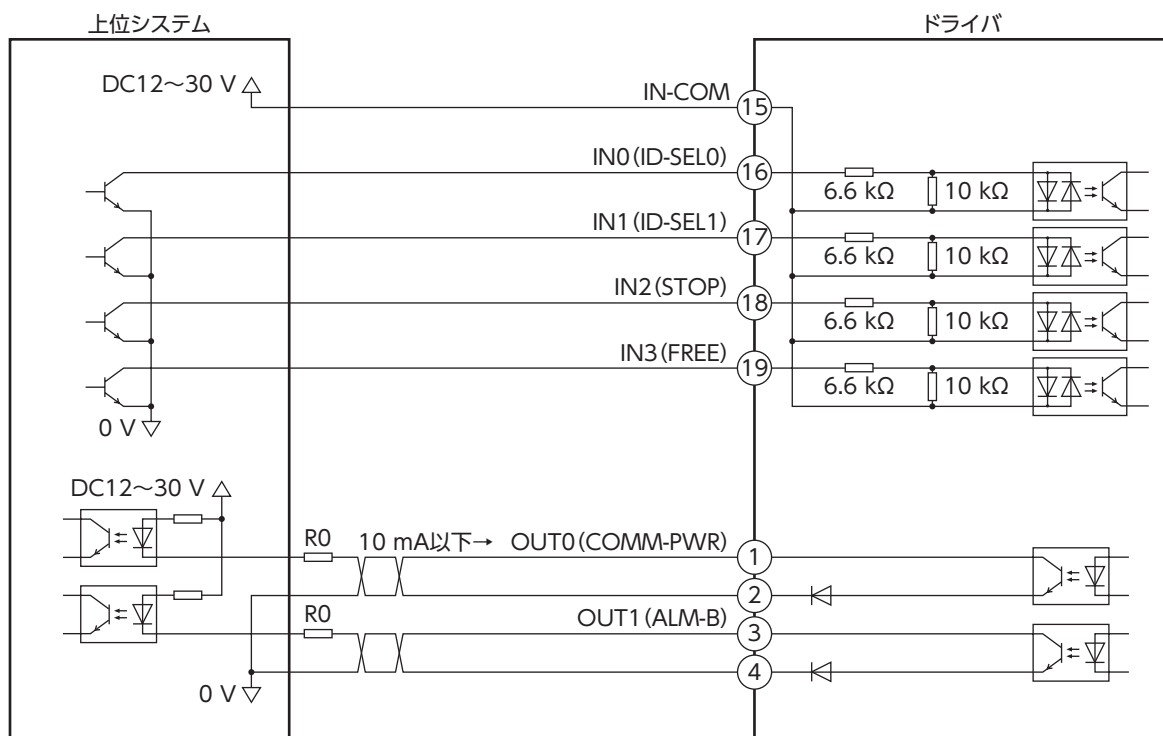 上位システム
ドライバ
DC12～30 V
IN-COM
15
IN0(ID-SEL0)
16
6.6 kΩ
10 kΩ
IN1(ID-SEL1)
17
6.6 kΩ
10 kΩ
IN2(STOP)
18
6.6 kΩ
10 kΩ
IN3(FREE)
19
6.6 kΩ
10 kΩ
0 V
DC12～30 V
R0
10 mA以下→
OUT0(COMM-PWR)
1
2
R0
OUT1(ALM-B)
3
4
0 V